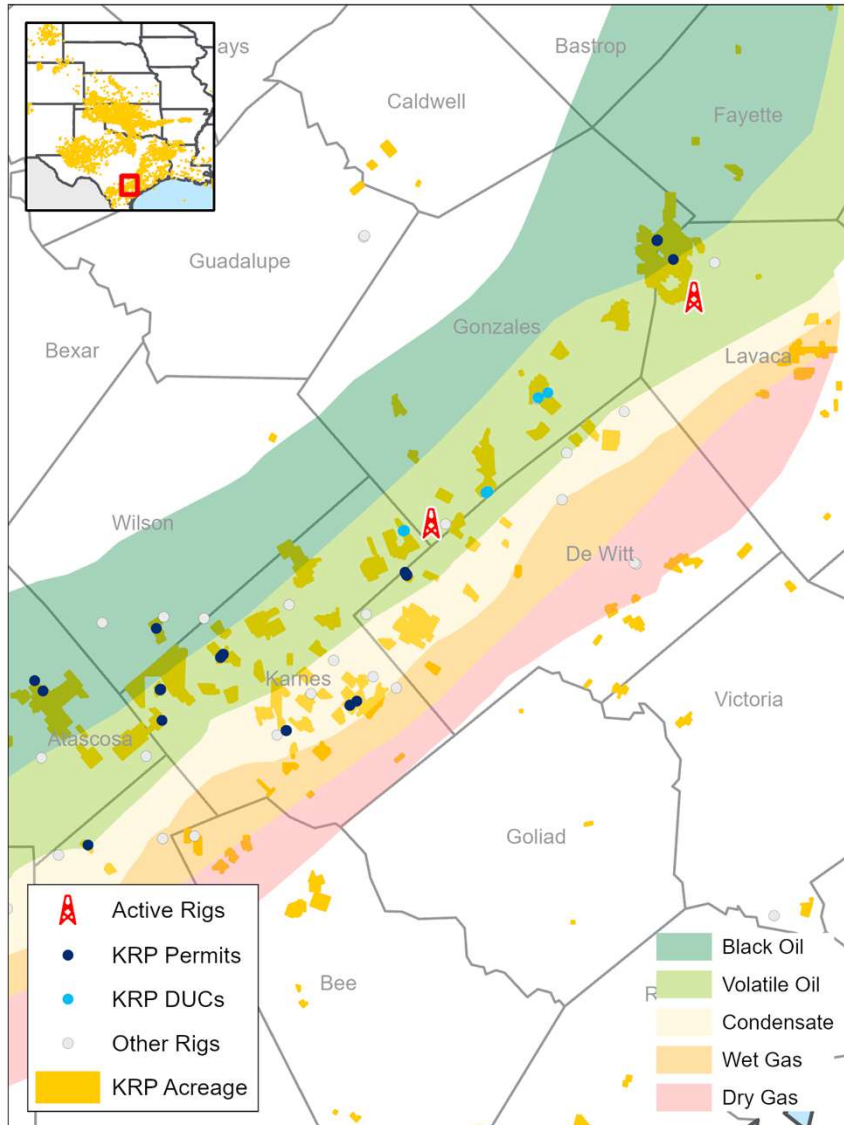 ays
Bastrop
Caldwell
Fayette
Guadalupe
Gonzales
Bexar
Lavaca
Wilson
De Witt
Karnes
Victoria
Atascosa
Goliad
Bee
R
Active Rigs
KRP Permits
KRP DUCs
Other Rigs
KRP Acreage
Black Oil
Volatile Oil
Condensate
Wet Gas
Dry Gas